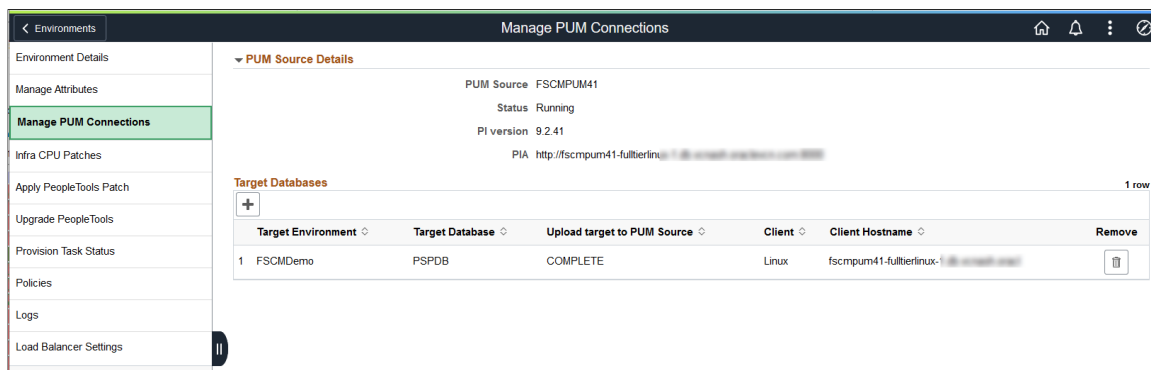 Environments
Manage PUM Connections
Environment Details
Manage Attributes
Manage PUM Connections
Infra CPU Patches
Apply PeopleTools Patch
Upgrade PeopleTools
Provision Task Status
Policies
Logs
Load Balancer Settings
PUM Source Details
PUM Source FSCMPUM41
Status Running
PI version 9.2.41
PIA http://fscmpum41-fulltierlinux
Target Databases
1 row
Target Environment Target Database Upload target to PUM Source Client Client Hostname Remove
1 FSCMDemo PSPDB COMPLETE Linux fscmpum41-fulltierlinux-